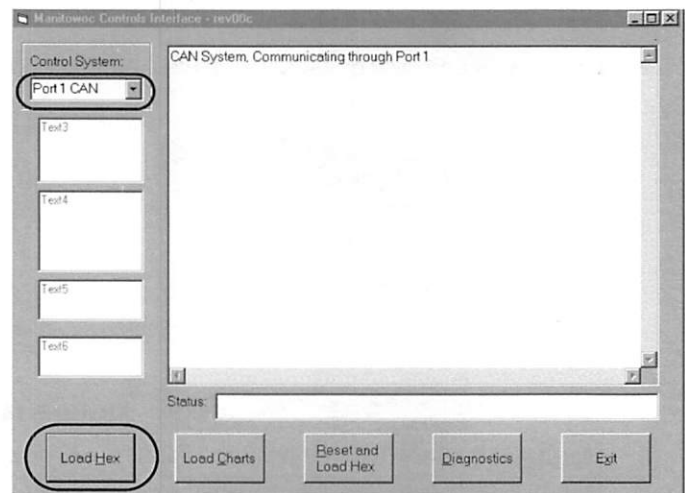 Manitowoc Controls Interface - rev06c
Control System:
Port 1 CAN
Text3
Text4
Text5
Text6
CAN System, Communicating through Port 1
Status:
Load Hex
Load Charts
Reset and
Load Hex
Diagnostics
Exit